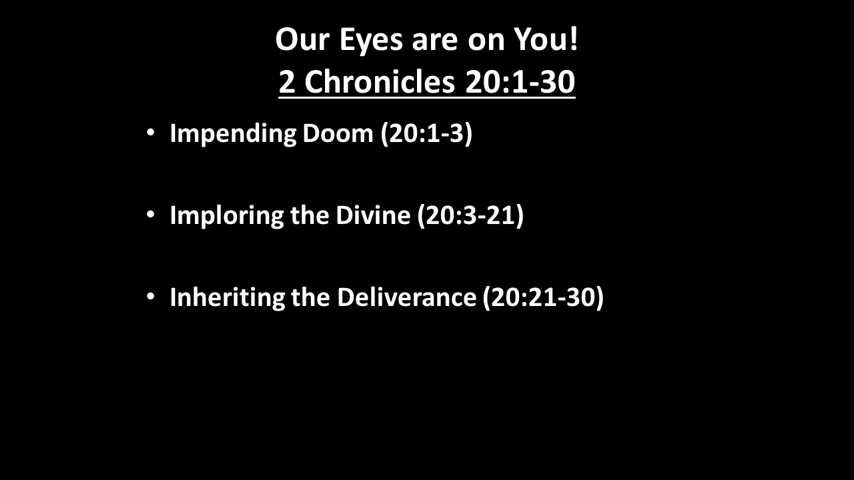 Our Eyes are on You!
2 Chronicles 20:1-30
• Impending Doom (20:1-3)
• Imploring the Divine (20:3-21)
• Inheriting the Deliverance (20:21-30)